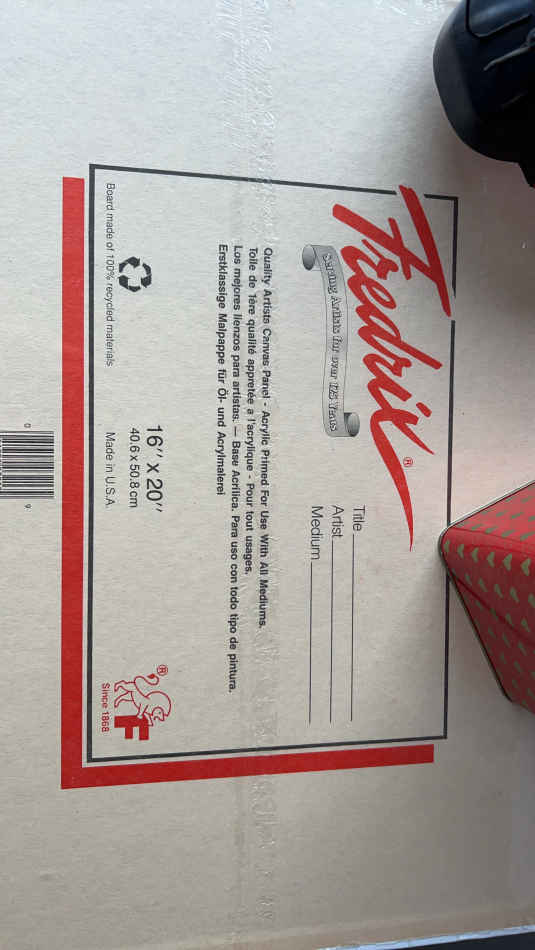 Fredrix®
Serving Artists for over 125 Years
Title
Artist
Medium
Quality Artists Canvas Panel - Acrylic Primed For Use With All Mediums.
Toile de 1ère qualité appretée a l'acrylique - Pour tout usages.
Los mejores lienzos para artistas. — Base Acrílica. Para uso con todo tipo de pintura.
Erstklassige Malpappe für Öl- und Acrylmalerei
16" x 20"
40.6 x 50.8 cm
Board made of 100% recycled materials
Made in U.S.A.
®
F
Since 1868
0
9